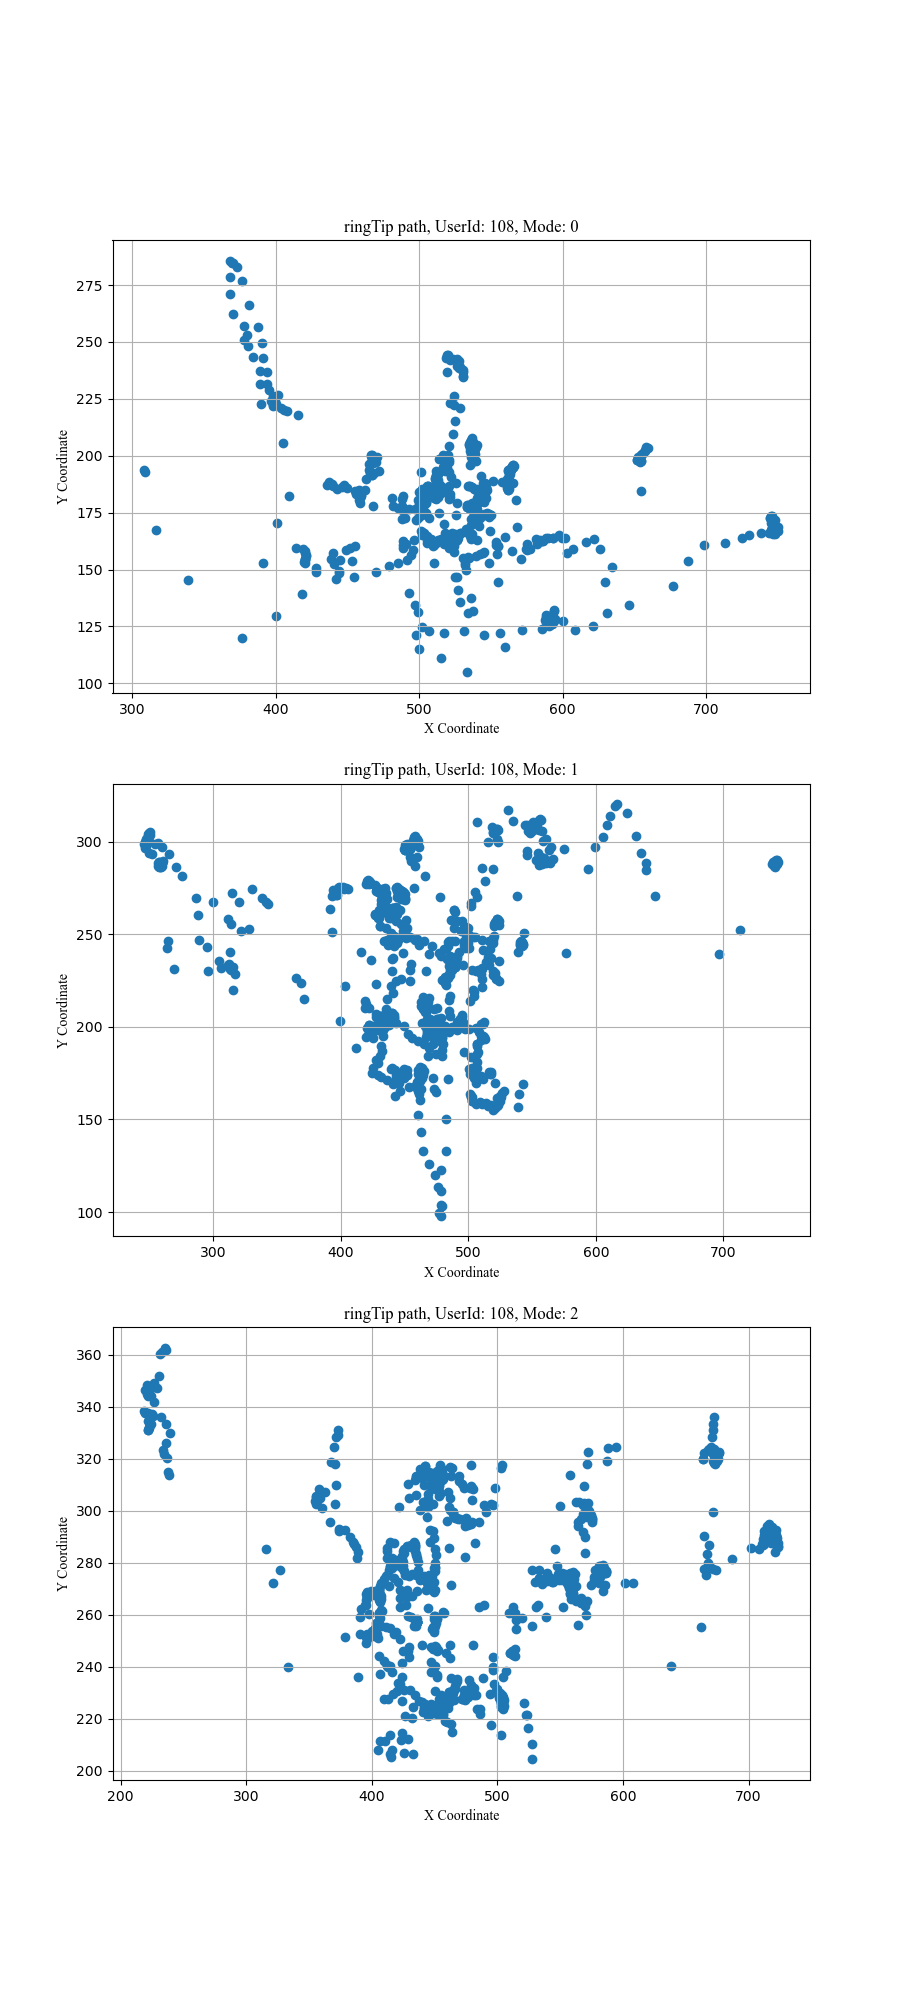 ringTip path, UserId: 108, Mode: 0
275
250
225
200
175
150
125
100
Y Coordinate
300 400 500 600 700
X Coordinate
ringTip path, UserId: 108, Mode: 1
300
250
200
150
100
Y Coordinate
300 400 500 600 700
X Coordinate
ringTip path, UserId: 108, Mode: 2
360
340
320
300
280
260
240
220
200
Y Coordinate
200 300 400 500 600 700
X Coordinate